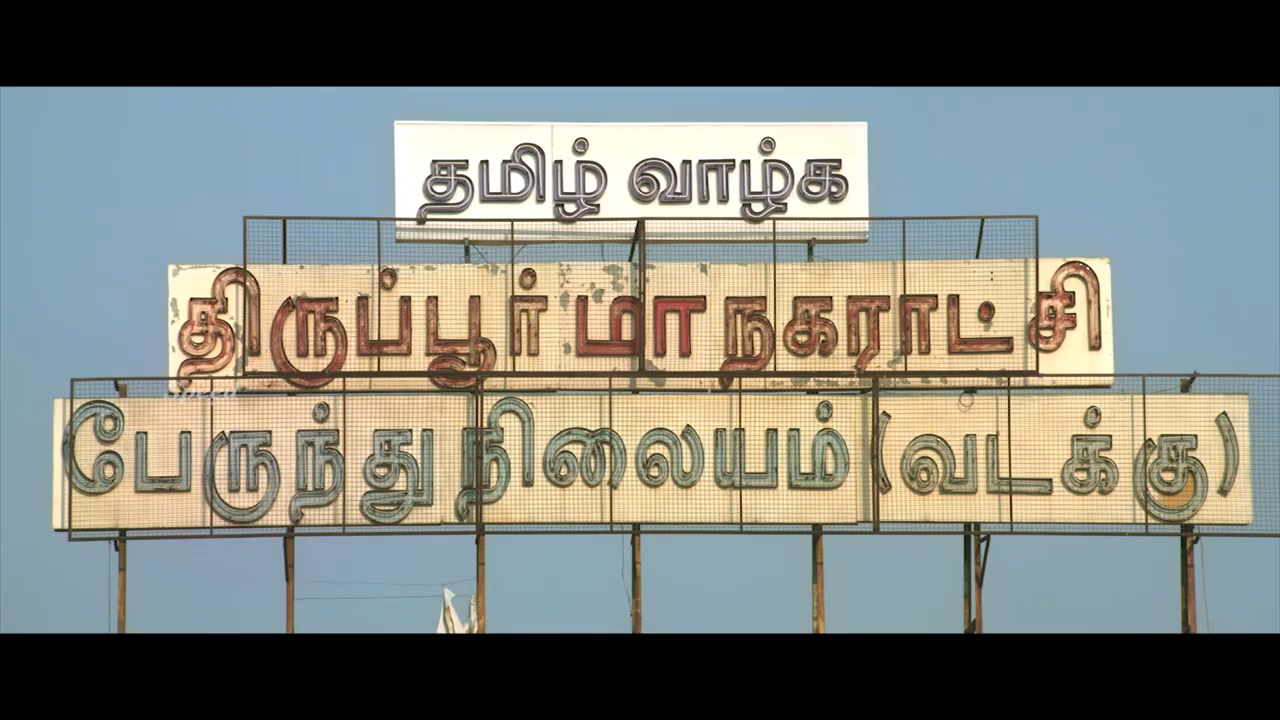 தமிழ் வாழ்க
திருப்பூர் மாநகராட்சி
பேருந்து நிலையம் (வடக்கு)